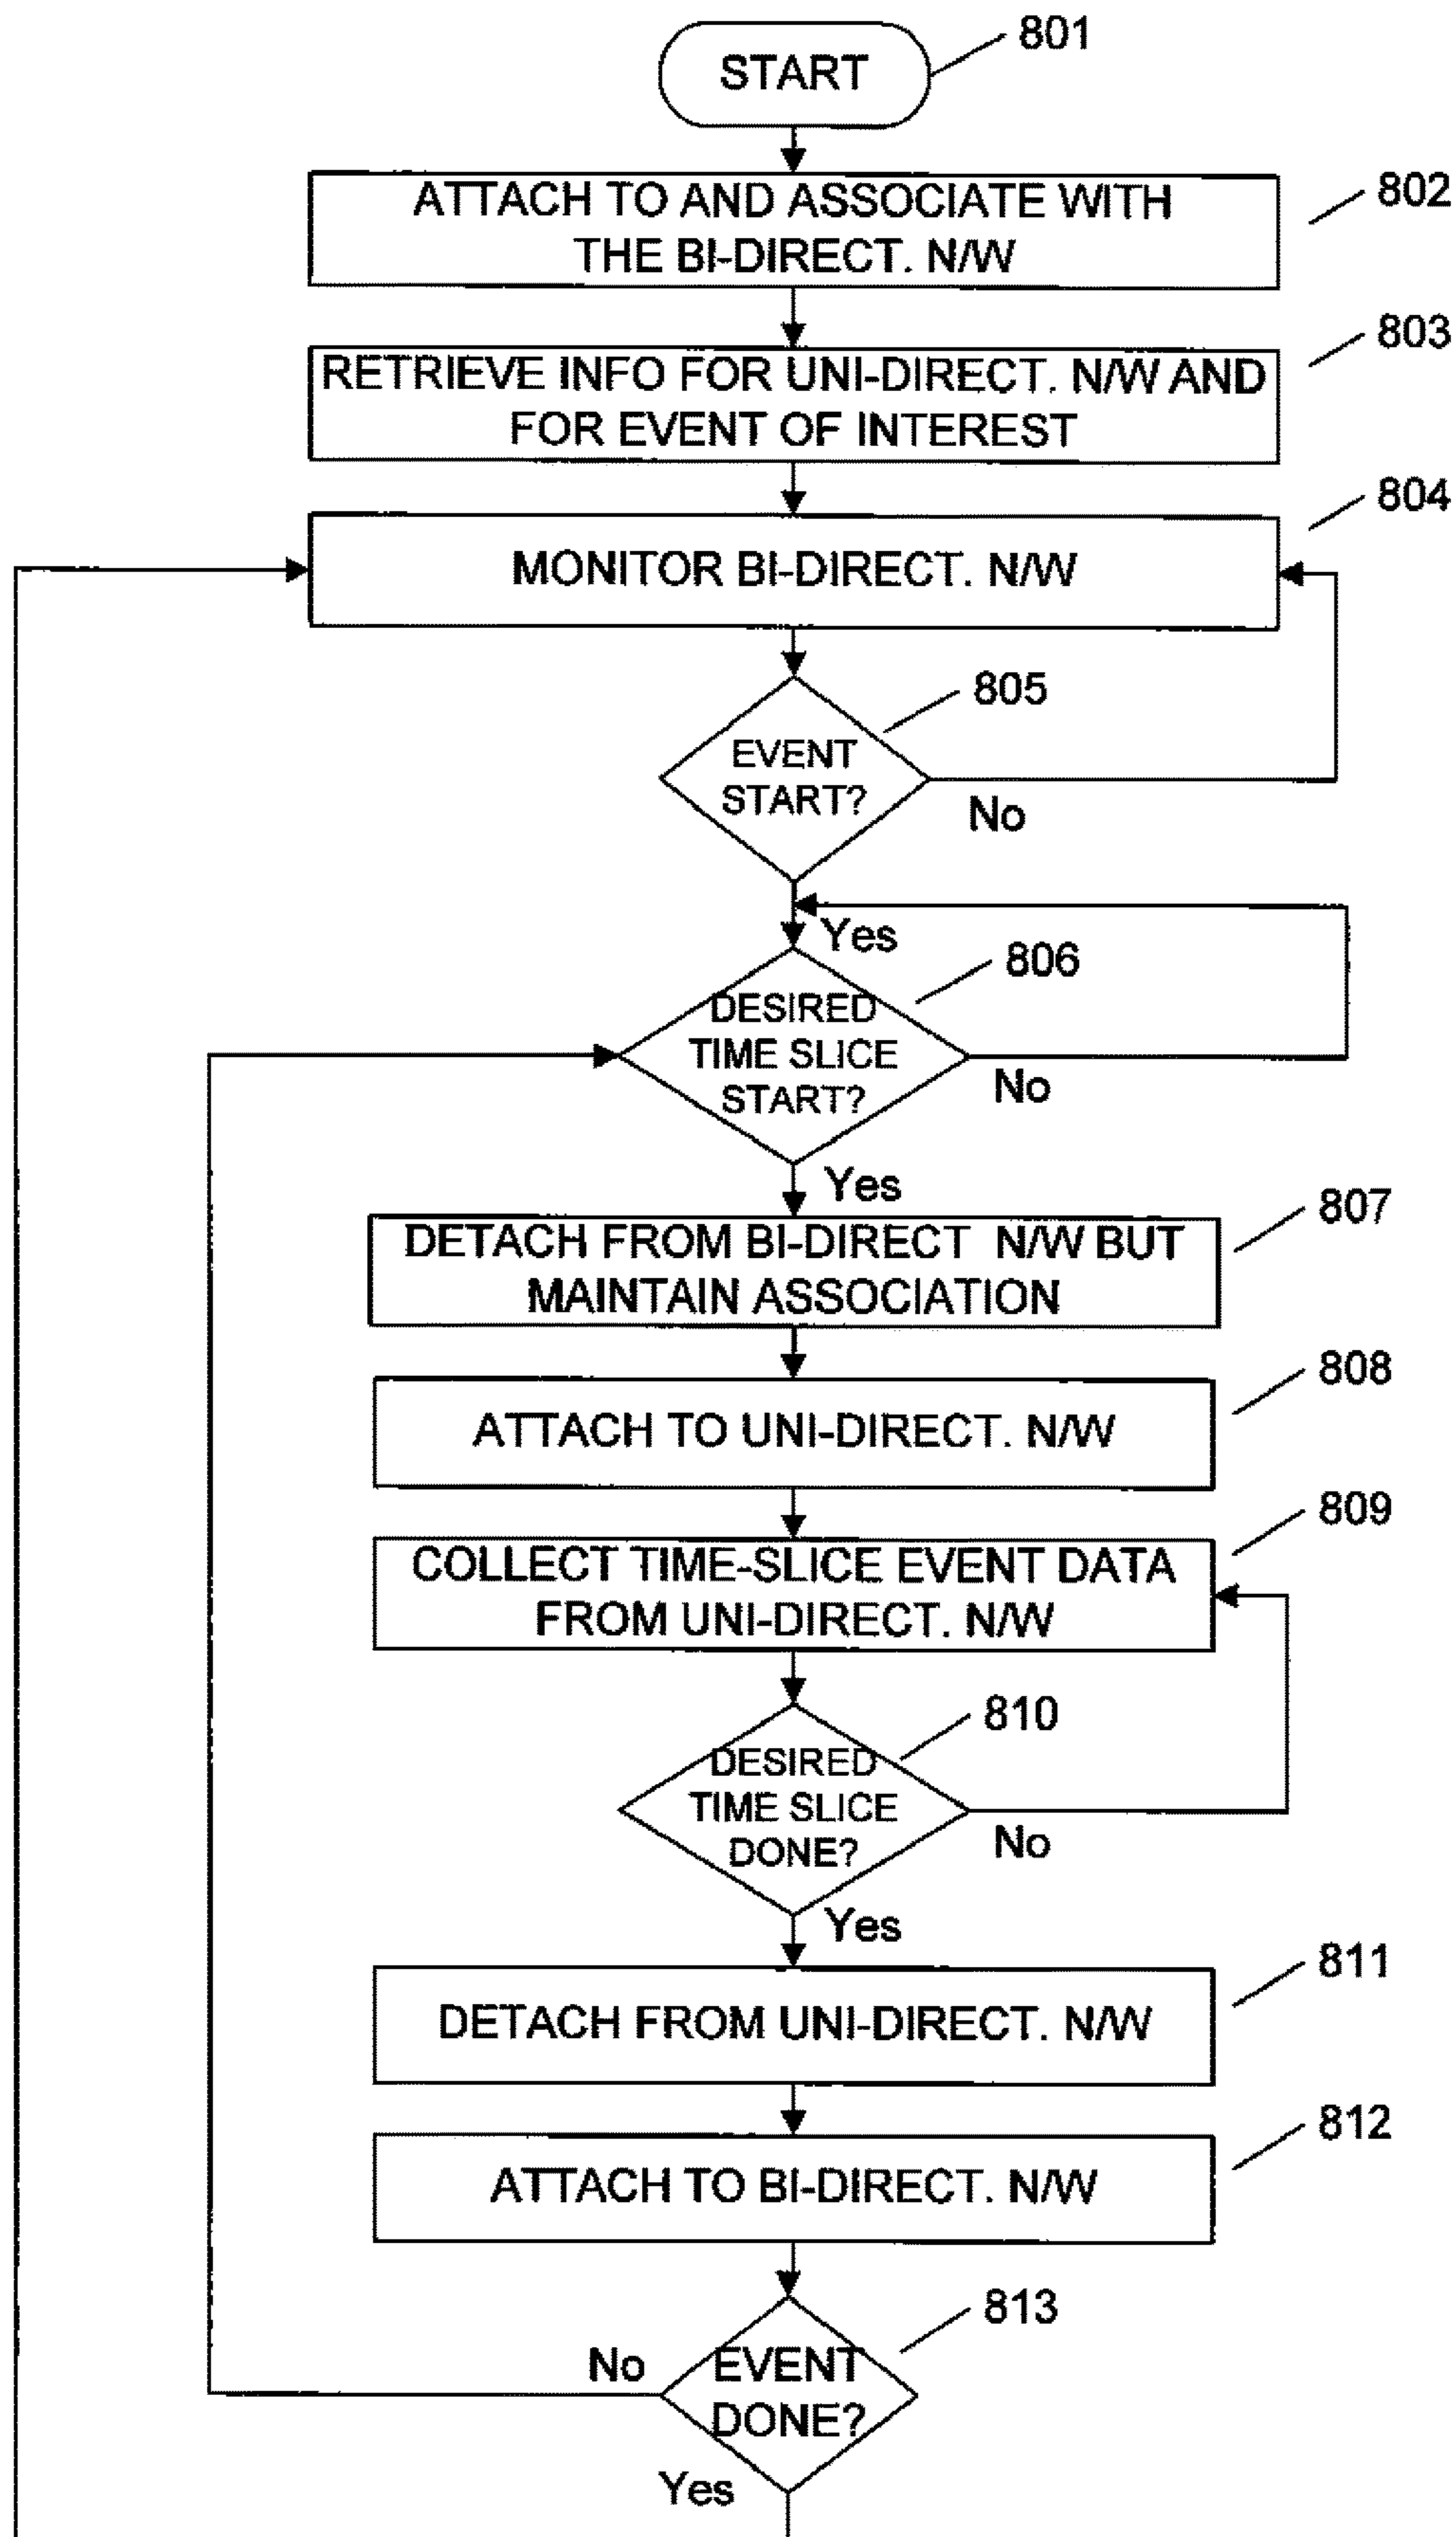 START
801
ATTACH TO AND ASSOCIATE WITH
THE BI-DIRECT. N/W
802
RETRIEVE INFO FOR UNI-DIRECT. N/W AND
FOR EVENT OF INTEREST
803
MONITOR BI-DIRECT. N/W
804
EVENT
START?
805
No
Yes
DESIRED
TIME SLICE
START?
806
No
Yes
DETACH FROM BI-DIRECT N/W BUT
MAINTAIN ASSOCIATION
807
ATTACH TO UNI-DIRECT. N/W
808
COLLECT TIME-SLICE EVENT DATA
FROM UNI-DIRECT. N/W
809
DESIRED
TIME SLICE
DONE?
810
No
Yes
DETACH FROM UNI-DIRECT. N/W
811
ATTACH TO BI-DIRECT. N/W
812
EVENT
DONE?
813
No
Yes